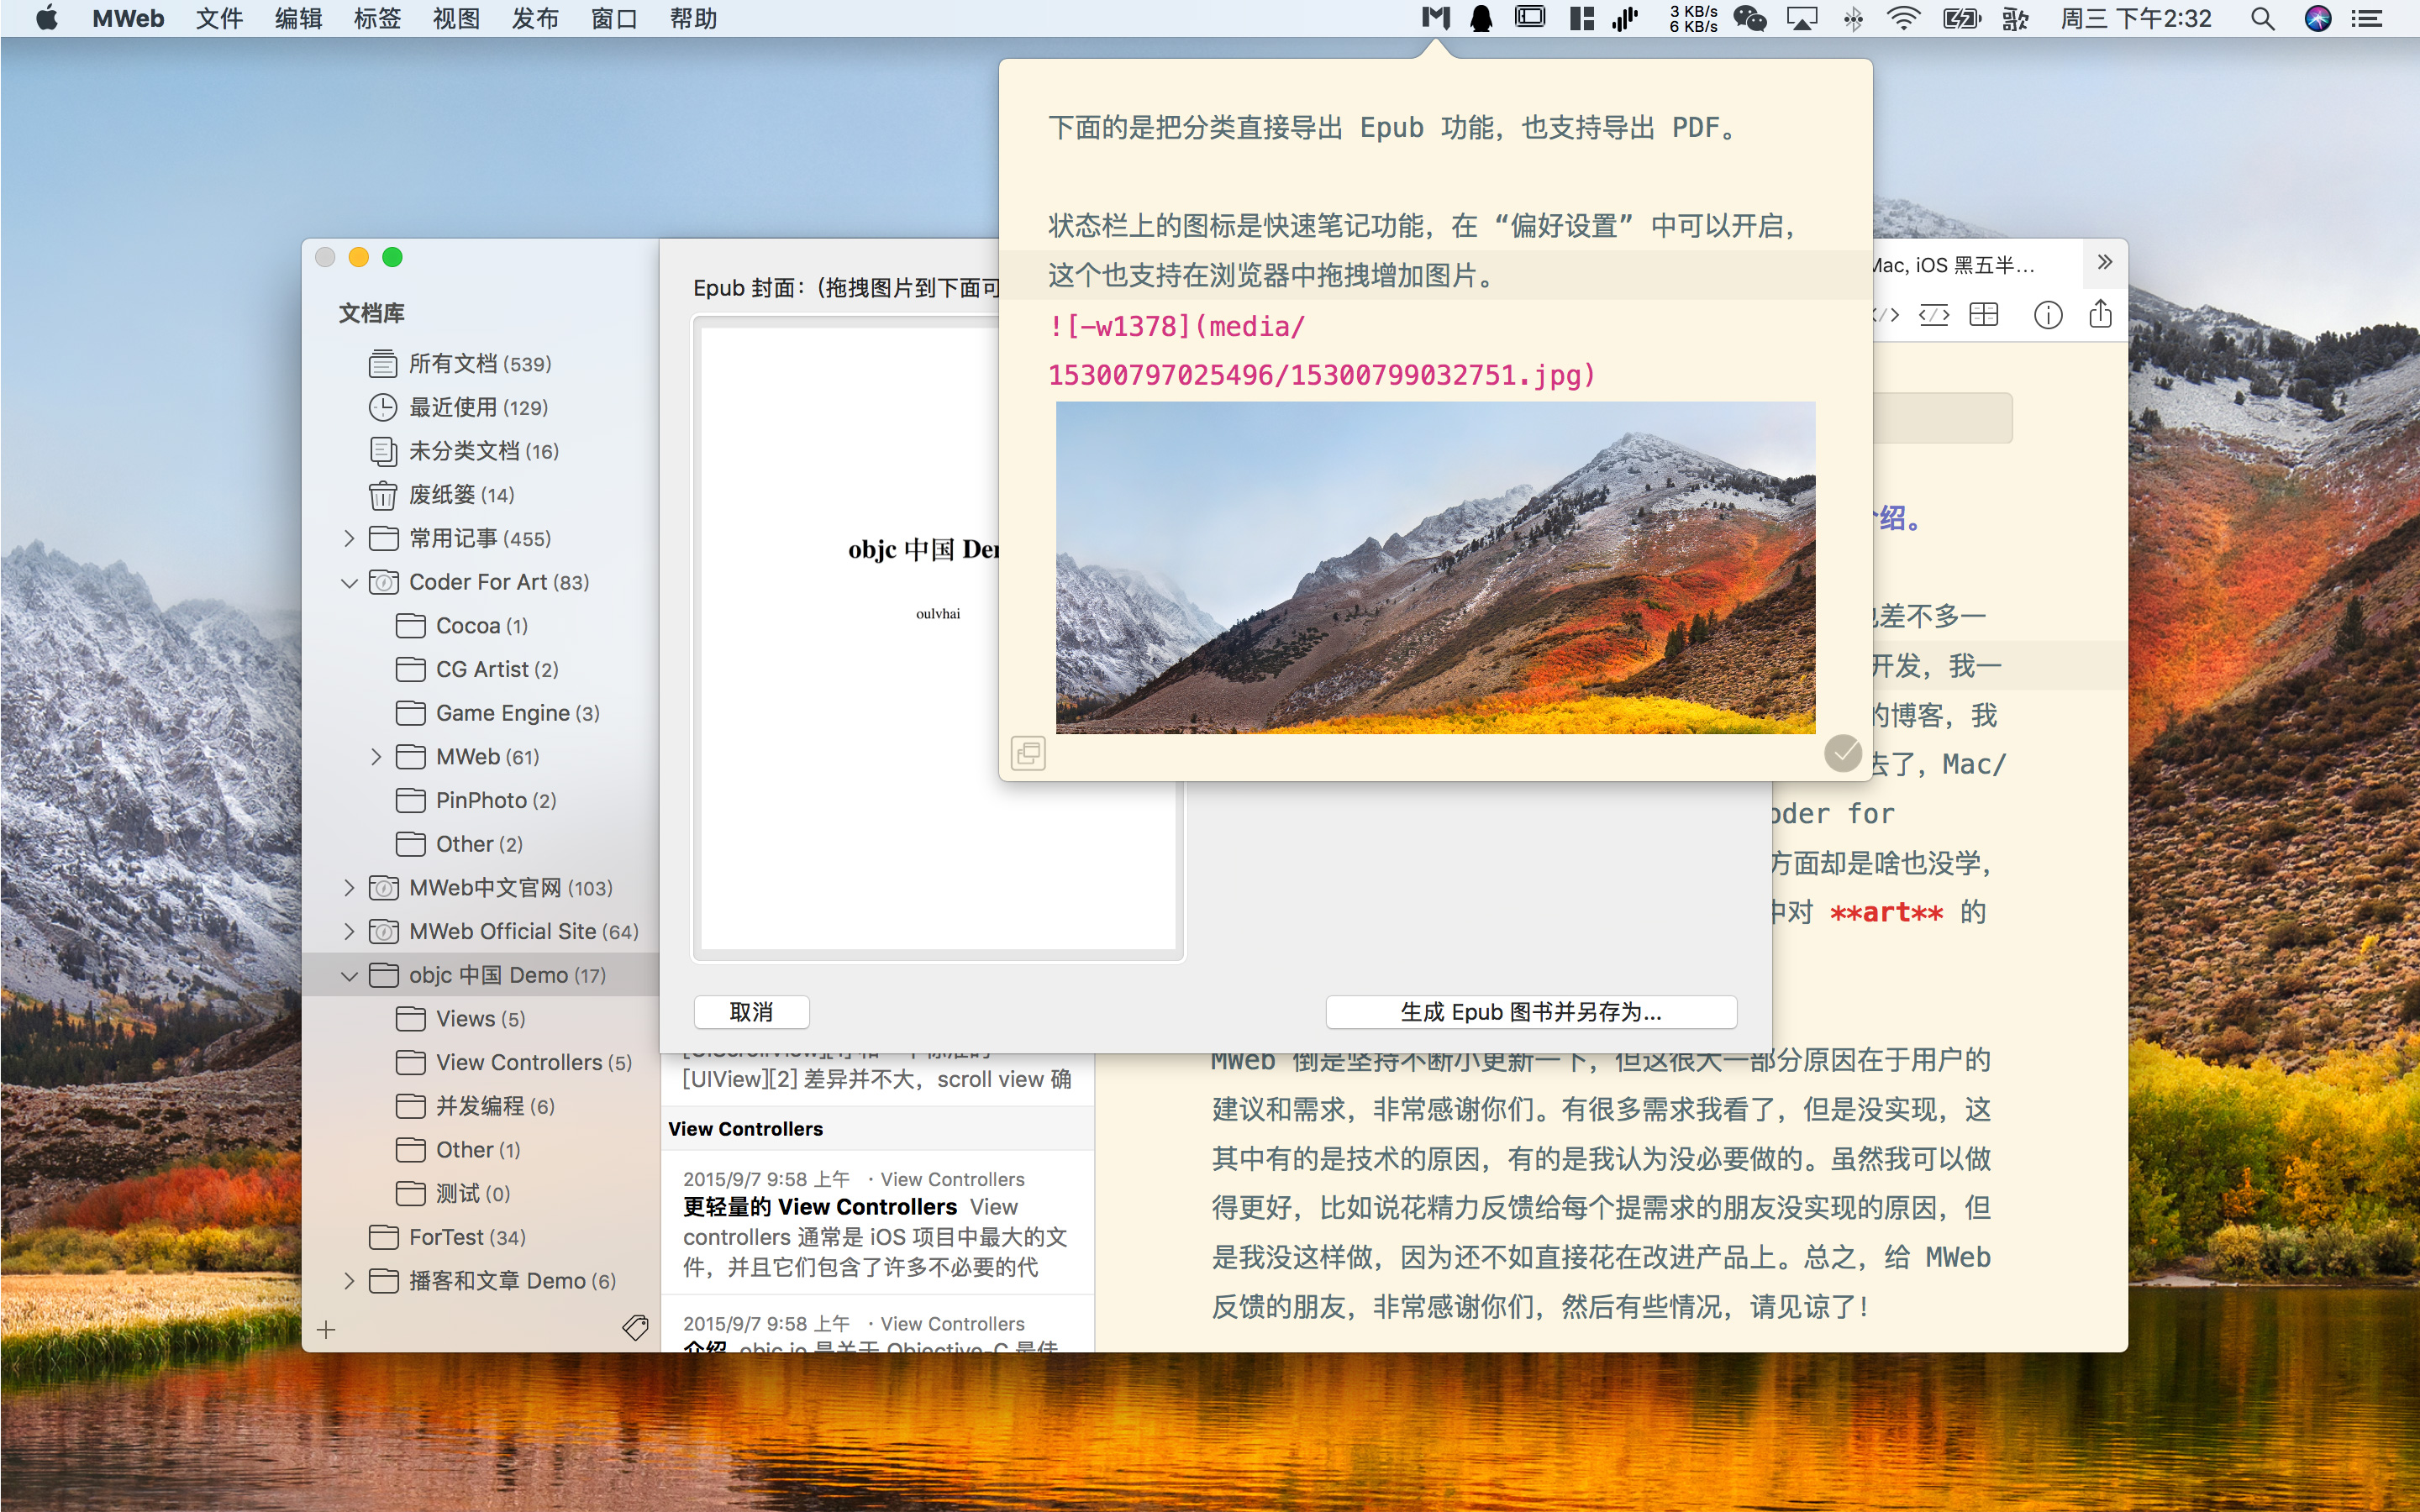 MWeb 文件 编辑 标签 视图 发布 窗口 帮助
3 KB/s
6 KB/s
周三 下午2:32
下面的是把分类直接导出 Epub 功能，也支持导出 PDF。
状态栏上的图标是快速笔记功能，在 “偏好设置” 中可以开启，
这个也支持在浏览器中拖拽增加图片。
![-w1378](media/
15300797025496/15300799032751.jpg)
文档库
所有文档 (539)
最近使用 (129)
未分类文档 (16)
废纸篓 (14)
常用记事 (455)
Coder For Art (83)
Cocoa (1)
CG Artist (2)
Game Engine (3)
MWeb (61)
PinPhoto (2)
Other (2)
MWeb中文官网 (103)
MWeb Official Site (64)
objc 中国 Demo (17)
Views (5)
View Controllers (5)
并发编程 (6)
Other (1)
测试 (0)
ForTest (34)
播客和文章 Demo (6)
Epub 封面：（拖拽图片到下面可
objc 中国 De
oulvhai
取消
生成 Epub 图书并另存为...
[UIView][2] 差异并不大，scroll view 确
View Controllers
2015/9/7 9:58 上午 · View Controllers
更轻量的 View Controllers View
controllers 通常是 iOS 项目中最大的文
件，并且它们包含了许多不必要的代
2015/9/7 9:58 上午 · View Controllers
介绍 objc.io 是关于 Objective-C 最佳
Mac, iOS 黑五半...
绍。
差不多一
开发，我一
的博客，我
去了，Mac/
oder for
方面却是啥也没学，
中对 **art** 的
MWeb 倒是坚持不断小更新一下，但这很大一部分原因在于用户的
建议和需求，非常感谢你们。有很多需求我看了，但是没实现，这
其中有的是技术的原因，有的是我认为没必要做的。虽然我可以做
得更好，比如说花精力反馈给每个提需求的朋友没实现的原因，但
是我没这样做，因为还不如直接花在改进产品上。总之，给 MWeb
反馈的朋友，非常感谢你们，然后有些情况，请见谅了！